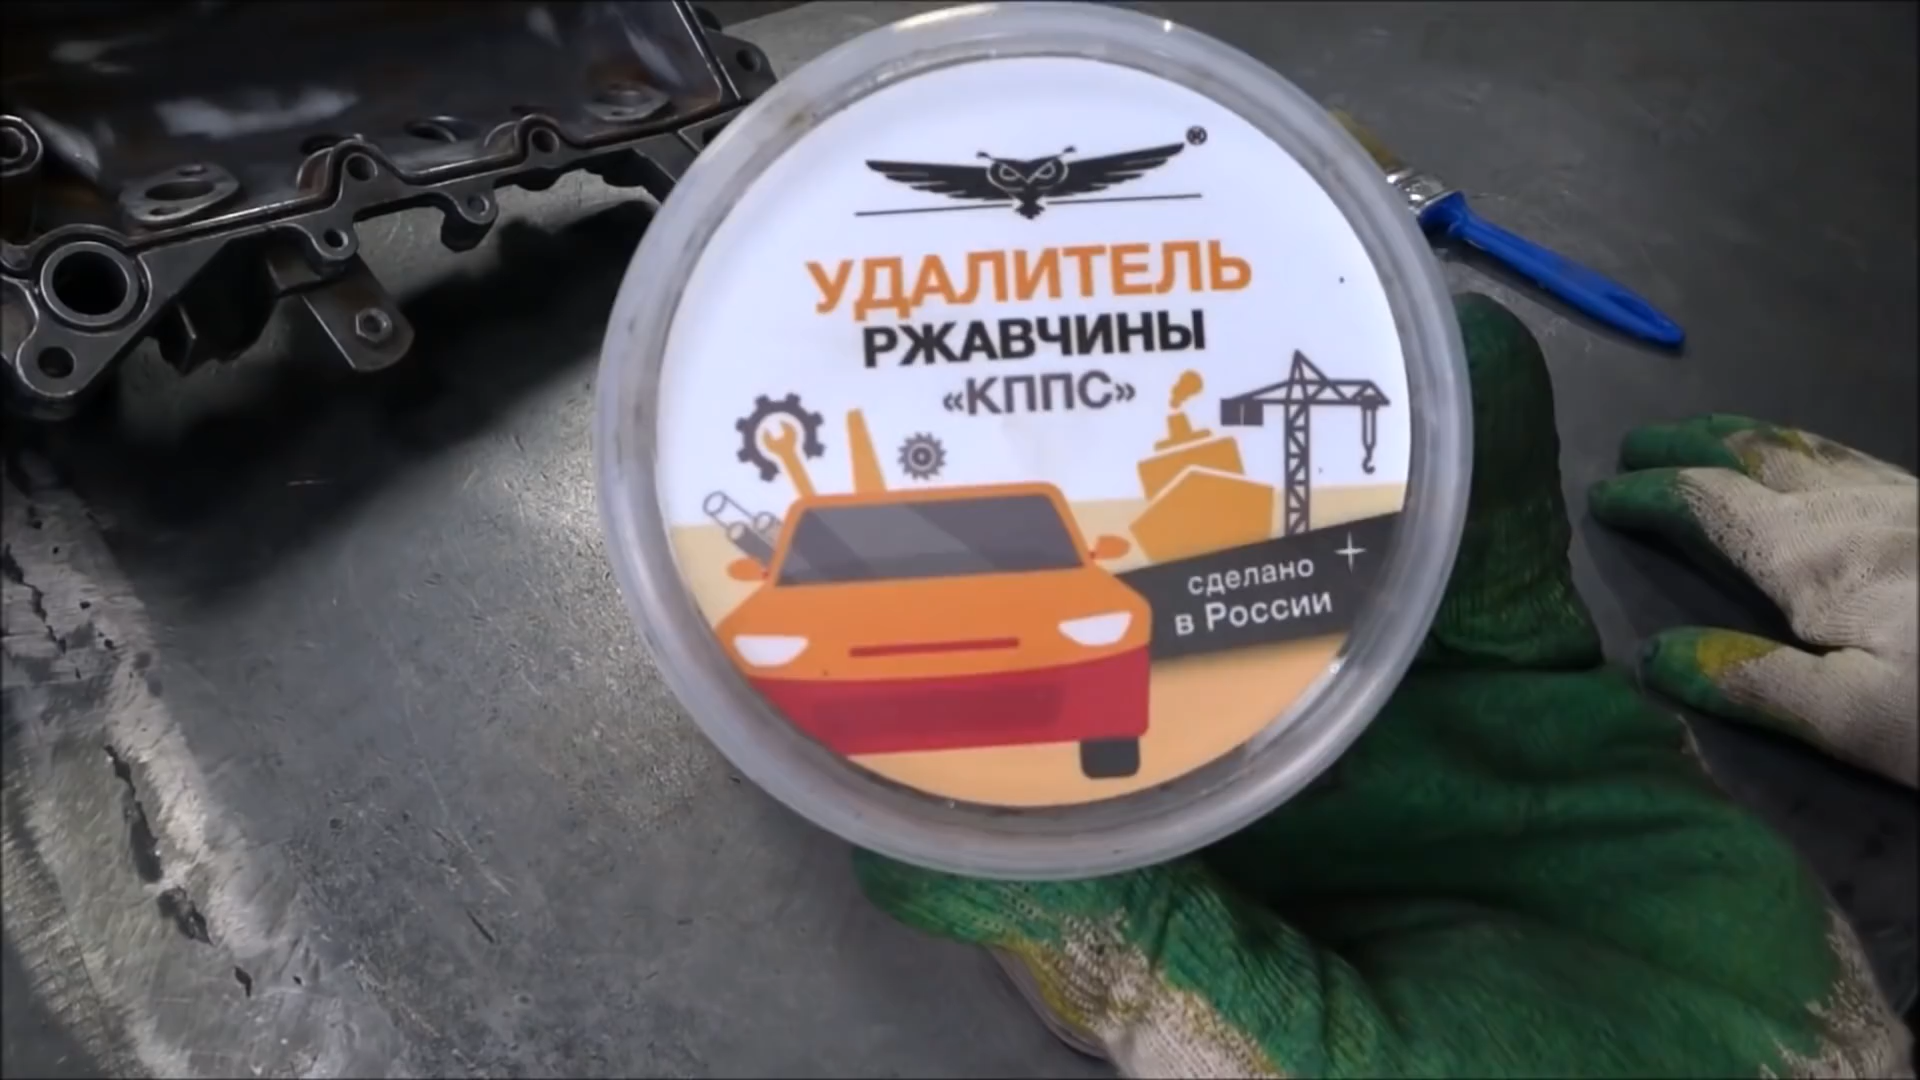 ®
УДАЛИТЕЛЬ
РЖАВЧИНЫ
«КППС»
сделано
в России